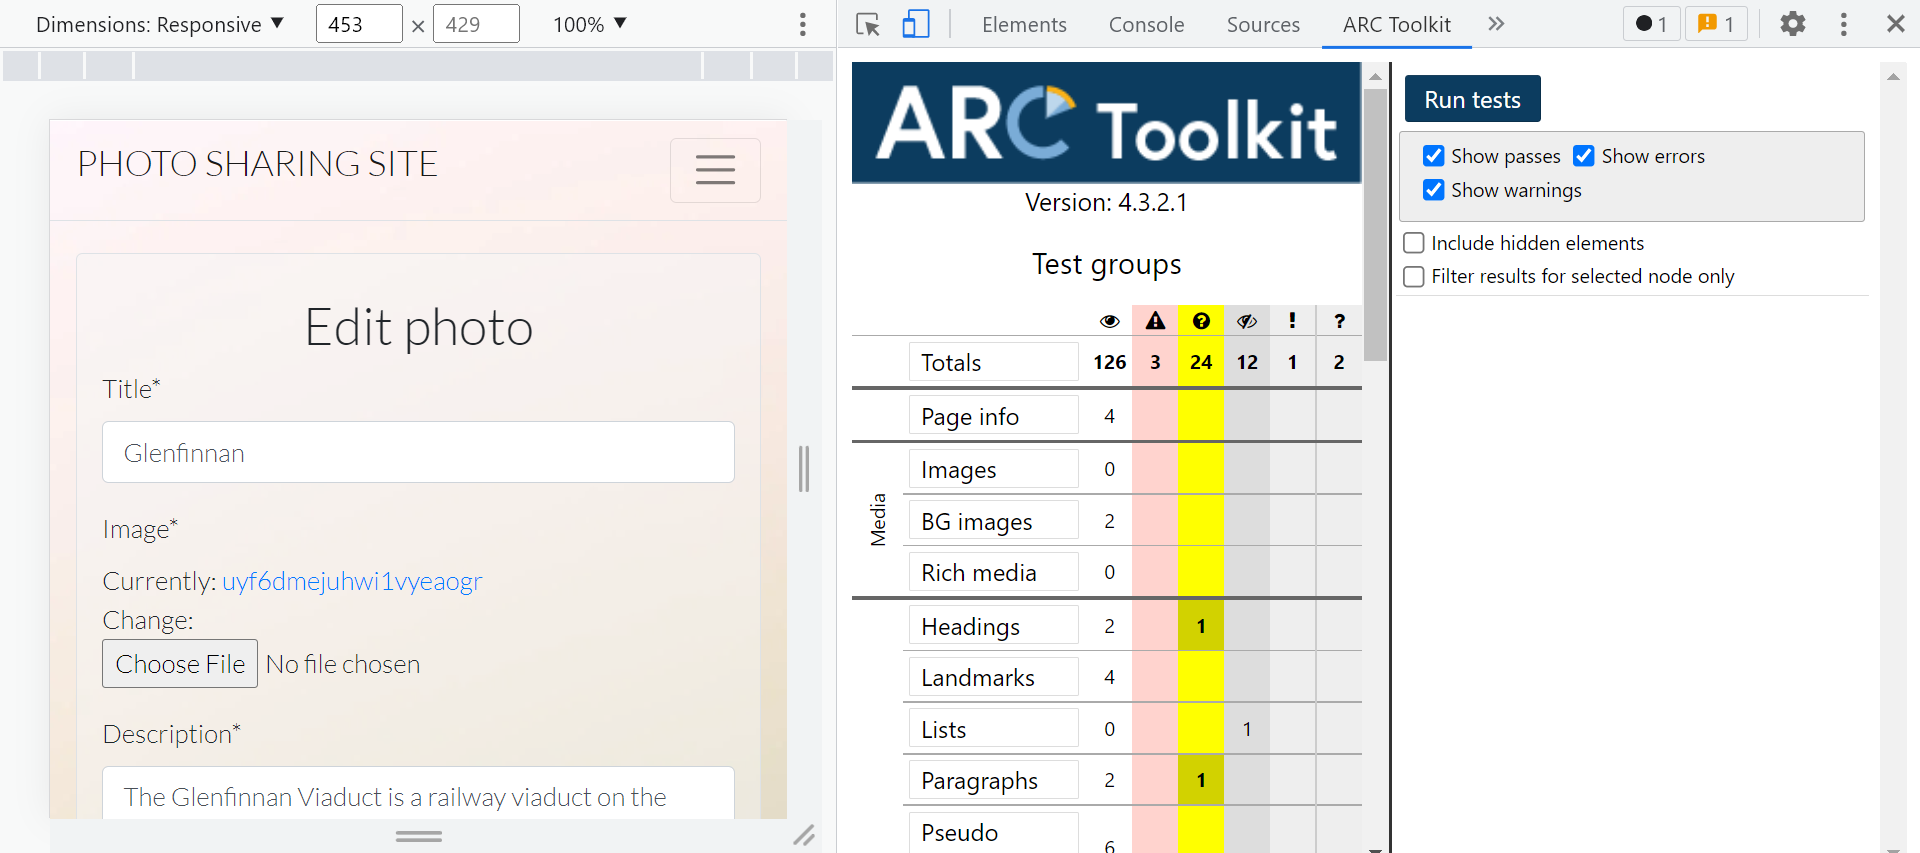 Dimensions: Responsive ▼ 453 × 429 100% ▼
Elements Console Sources ARC Toolkit » 1 1
PHOTO SHARING SITE
Edit photo
Title*
Glenfinnan
Image*
Currently: uyf6dmejuhwi1vyeaogr
Change:
Choose File No file chosen
Description*
The Glenfinnan Viaduct is a railway viaduct on the
ARC Toolkit
Version: 4.3.2.1
Test groups
! ?
Totals 126 3 24 12 1 2
Page info 4
Media
Images 0
BG images 2
Rich media 0
Headings 2 1
Landmarks 4
Lists 0 1
Paragraphs 2 1
Pseudo
6
Run tests
Show passes Show errors
Show warnings
Include hidden elements
Filter results for selected node only